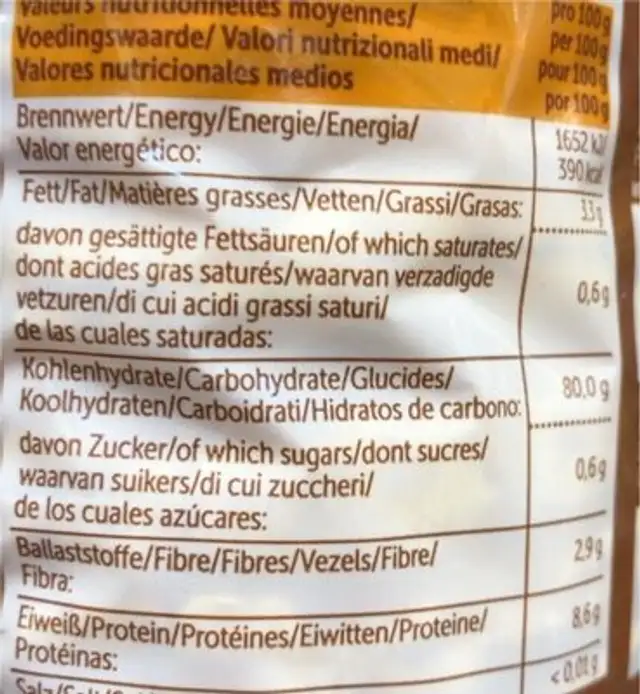 Valeurs nutritionnelles moyennes/
Voedingswaarde/ Valori nutrizionali medi/
Valores nutricionales medios
pro 100 g
per 100 g
pour 100 g
por 100 g
Brennwert/Energy/Energie/Energia/
Valor energético:
1652 kJ/
390 kcal
Fett/Fat/Matières grasses/Vetten/Grassi/Grasas:
3,3 g
davon gesättigte Fettsäuren/of which saturates/
dont acides gras saturés/waarvan verzadigde
vetzuren/di cui acidi grassi saturi/
de las cuales saturadas:
0,6 g
Kohlenhydrate/Carbohydrate/Glucides/
Koolhydraten/Carboidrati/Hidratos de carbono:
80,0 g
davon Zucker/of which sugars/dont sucres/
waarvan suikers/di cui zuccheri/
de los cuales azúcares:
0,6 g
Ballaststoffe/Fibre/Fibres/Vezels/Fibre/
Fibra:
2,9 g
Eiweiß/Protein/Protéines/Eiwitten/Proteine/
Protéinas:
8,6 g
< 0,01 g